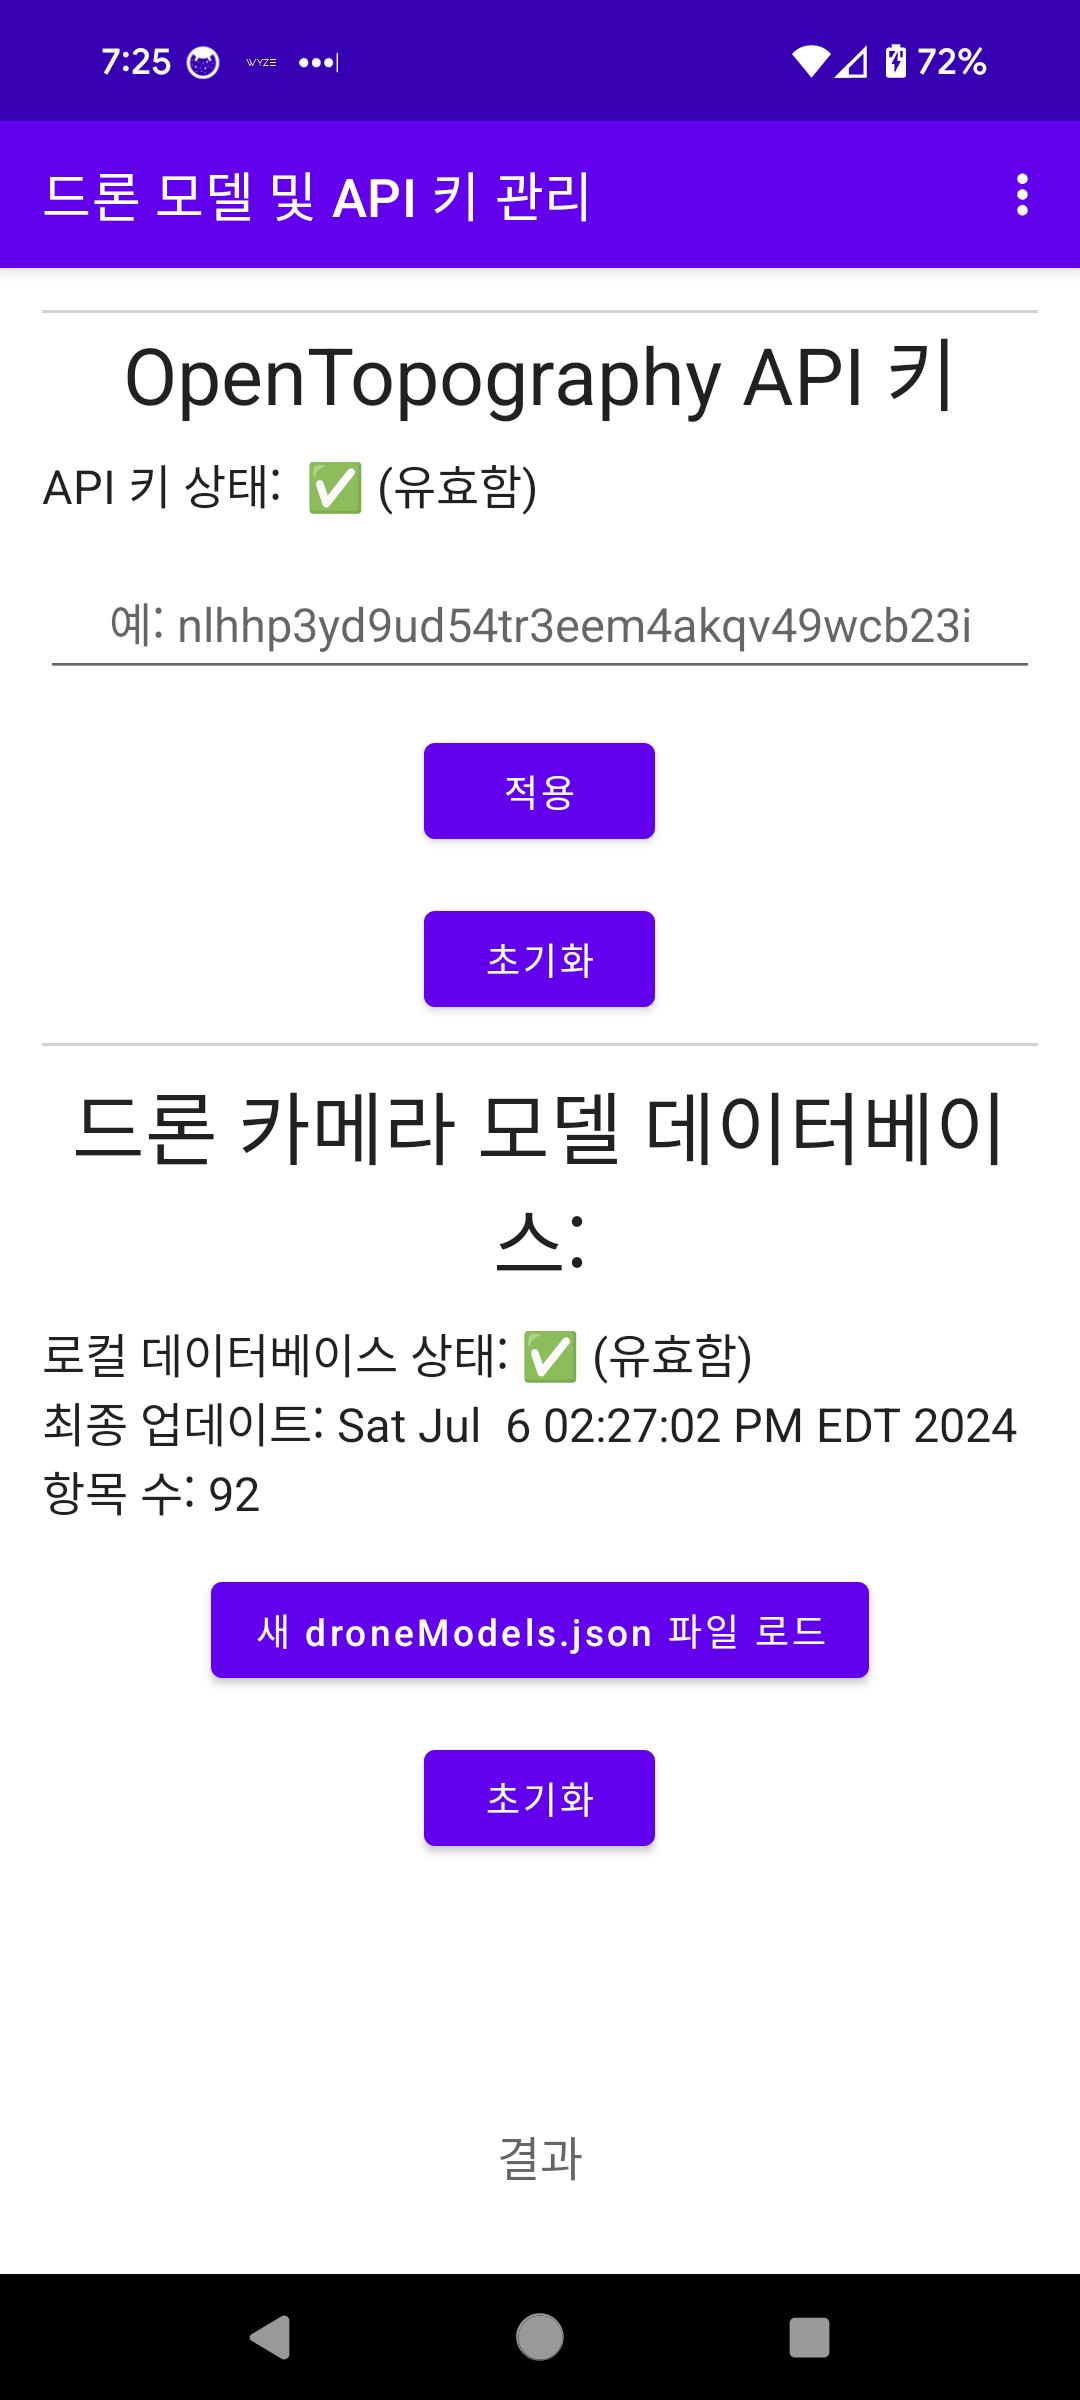 7:25 WYZE 72%
드론 모델 및 API 키 관리
OpenTopography API 키
API 키 상태: ✅ (유효함)
예: nlhhp3yd9ud54tr3eem4akqv49wcb23i
적용
초기화
드론 카메라 모델 데이터베이
스:
로컬 데이터베이스 상태: ✅ (유효함)
최종 업데이트: Sat Jul  6 02:27:02 PM EDT 2024
항목 수: 92
새 droneModels.json 파일 로드
초기화
결과